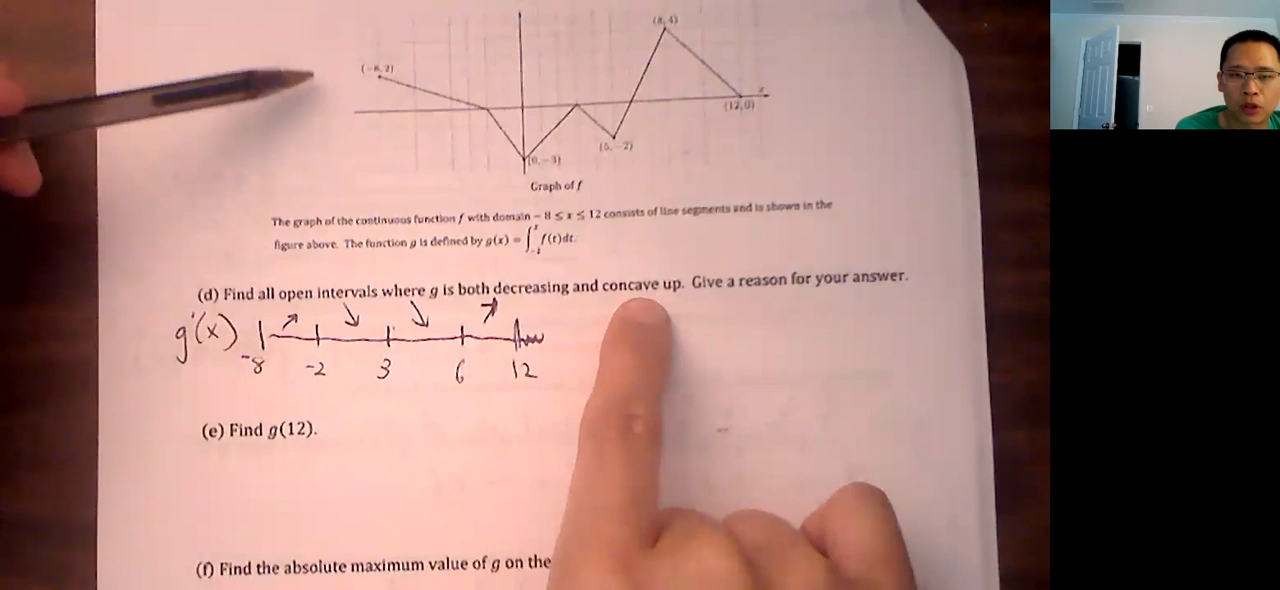 (8, 4)
(-8, 2)
x
(12,0)
(5, -2)
(0, -3)
Graph of f
The graph of the continuous function f with domain - 8 ≤ x ≤ 12 consists of line segments and is shown in the
figure above. The function g is defined by g(x) = ∫ f(t)dt.
(d) Find all open intervals where g is both decreasing and concave up. Give a reason for your answer.
g'(x)
-8 -2 3 6 12
(e) Find g(12).
(f) Find the absolute maximum value of g on the